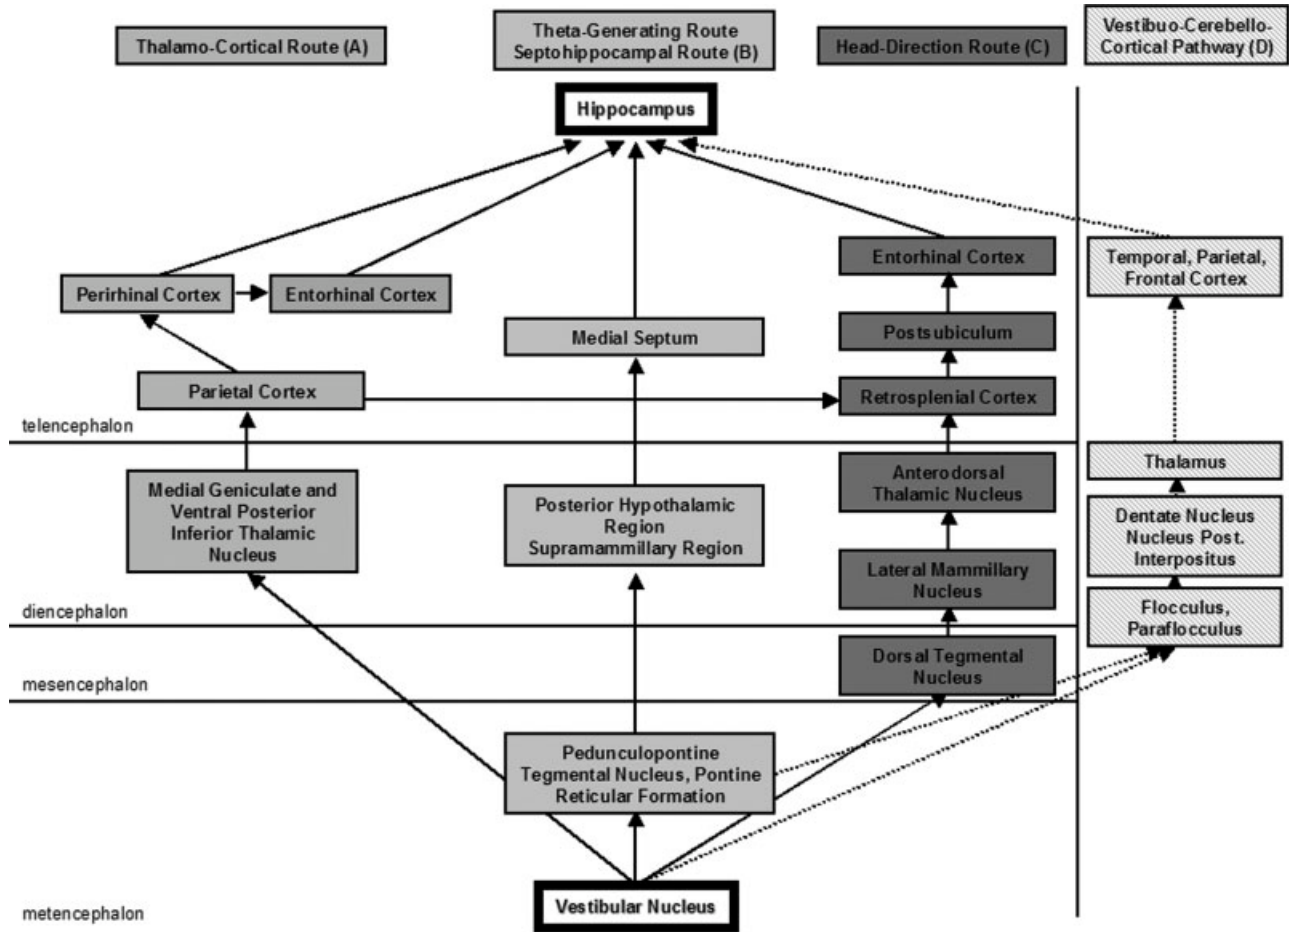 Thalamo-Cortical Route (A)
Theta-Generating Route
Septohippocampal Route (B)
Head-Direction Route (C)
Vestibuo-Cerebello-
Cortical Pathway (D)
Hippocampus
Perirhinal Cortex
Entorhinal Cortex
Entorhinal Cortex
Temporal, Parietal,
Frontal Cortex
Medial Septum
Postsubiculum
Parietal Cortex
Retrosplenial Cortex
telencephalon
Medial Geniculate and
Ventral Posterior
Inferior Thalamic
Nucleus
Posterior Hypothalamic
Region
Supramammillary Region
Anterodorsal
Thalamic Nucleus
Thalamus
Dentate Nucleus
Nucleus Post.
Interpositus
Lateral Mammillary
Nucleus
diencephalon
Flocculus,
Paraflocculus
Dorsal Tegmental
Nucleus
mesencephalon
Pedunculopontine
Tegmental Nucleus, Pontine
Reticular Formation
Vestibular Nucleus
metencephalon